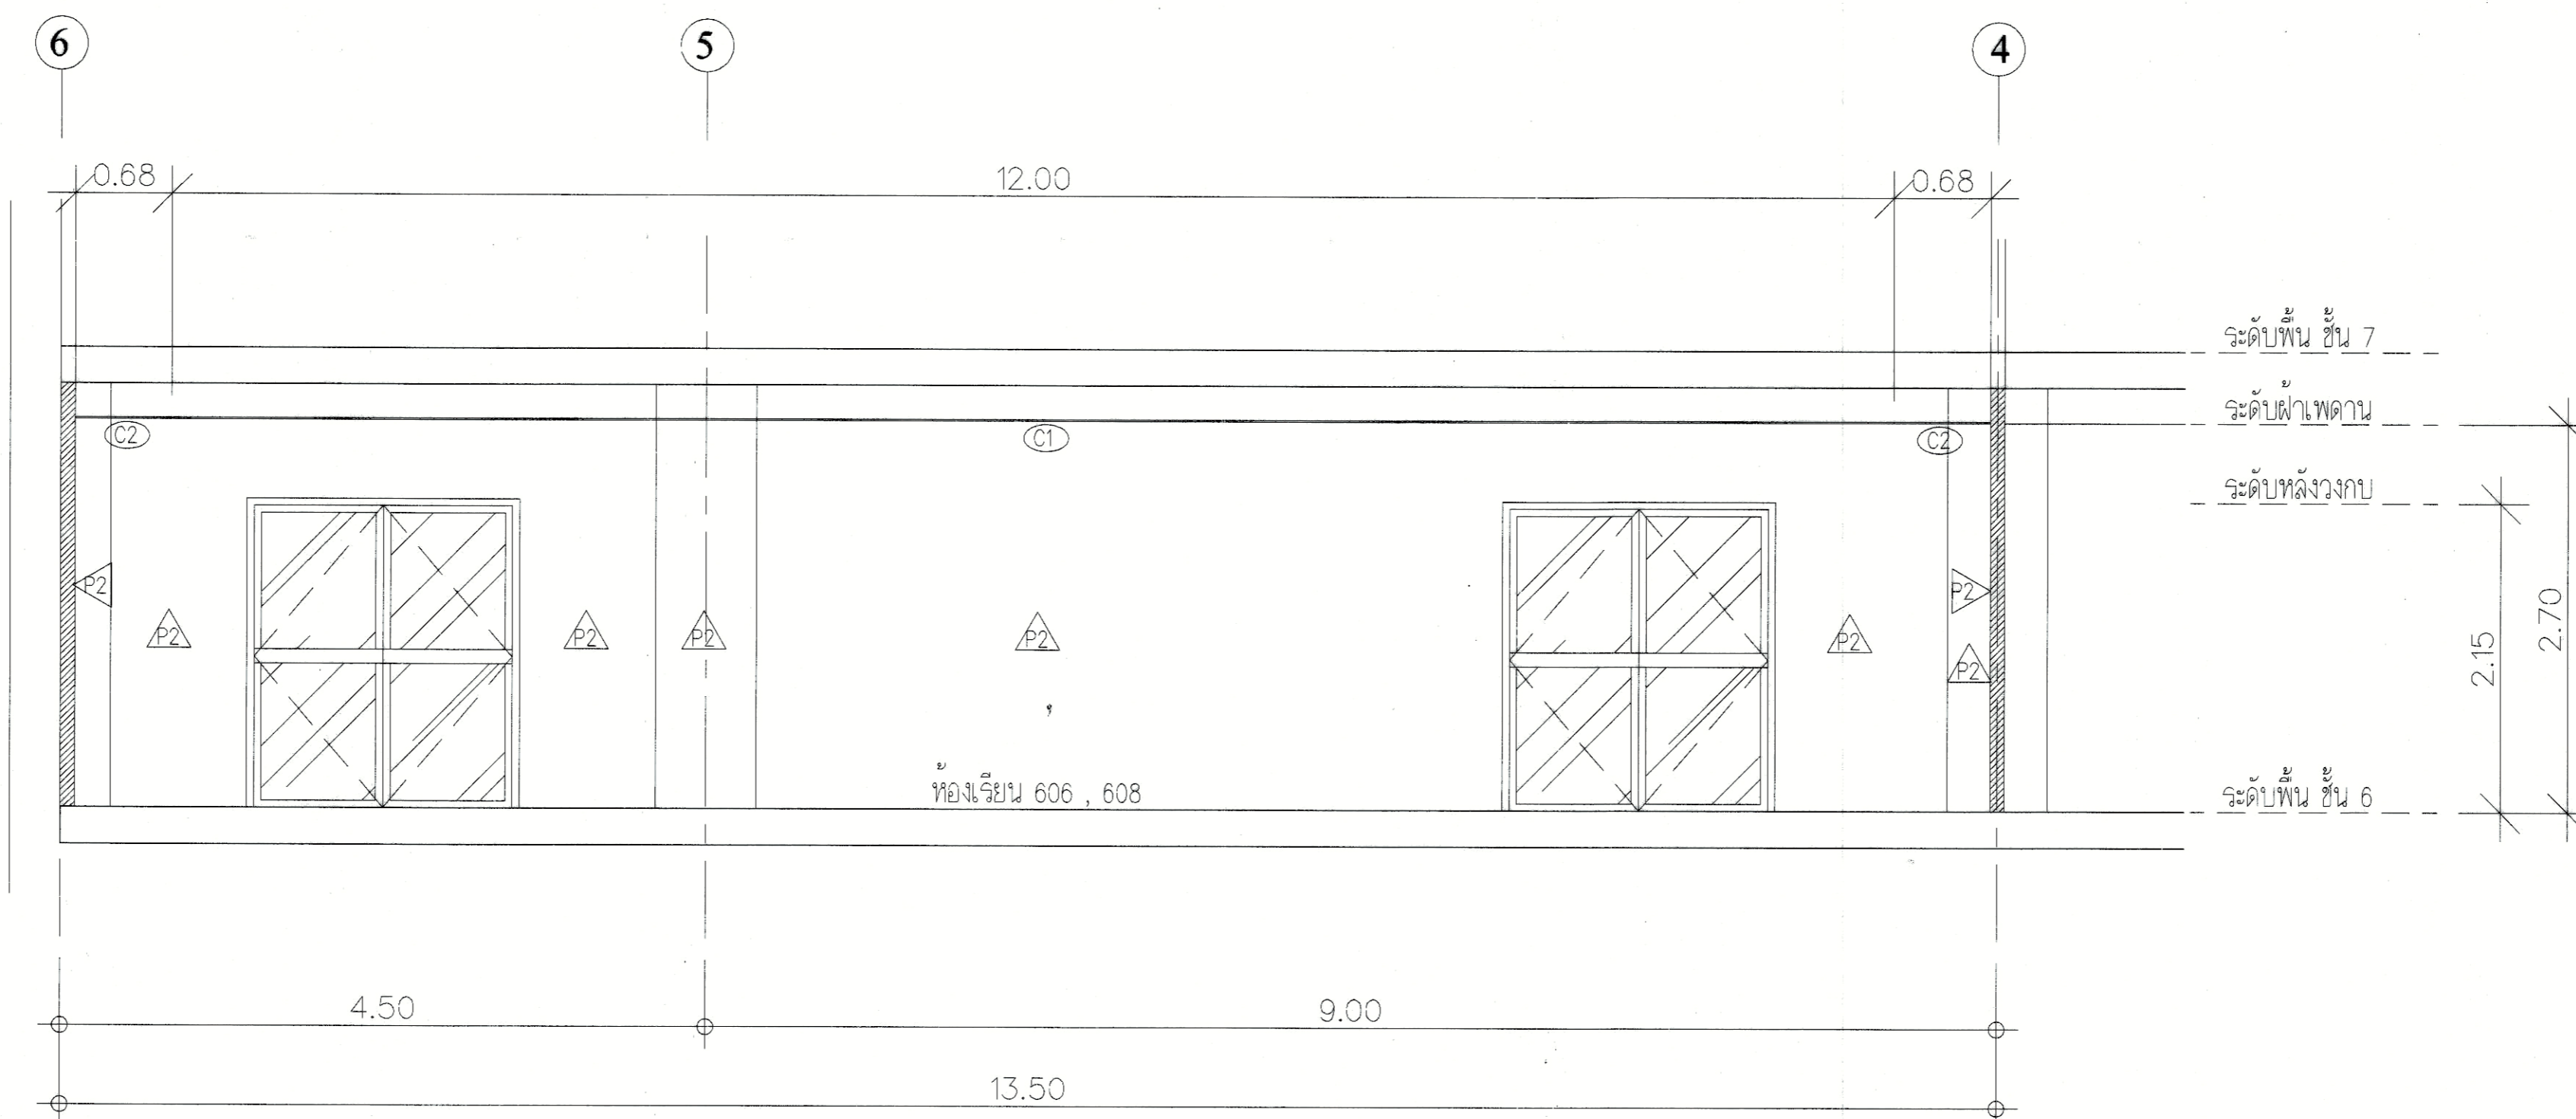 6 5 4
0.68 12.00 0.68
ระดับพื้น ชั้น 7
ระดับฝ้าเพดาน
C2 C1 C2
ระดับหลังวงกบ
P2 P2
P2 P2 P2 P2 P2
P2
2.15 2.70
ห้องเรียน 606 , 608
ระดับพื้น ชั้น 6
4.50 9.00
13.50